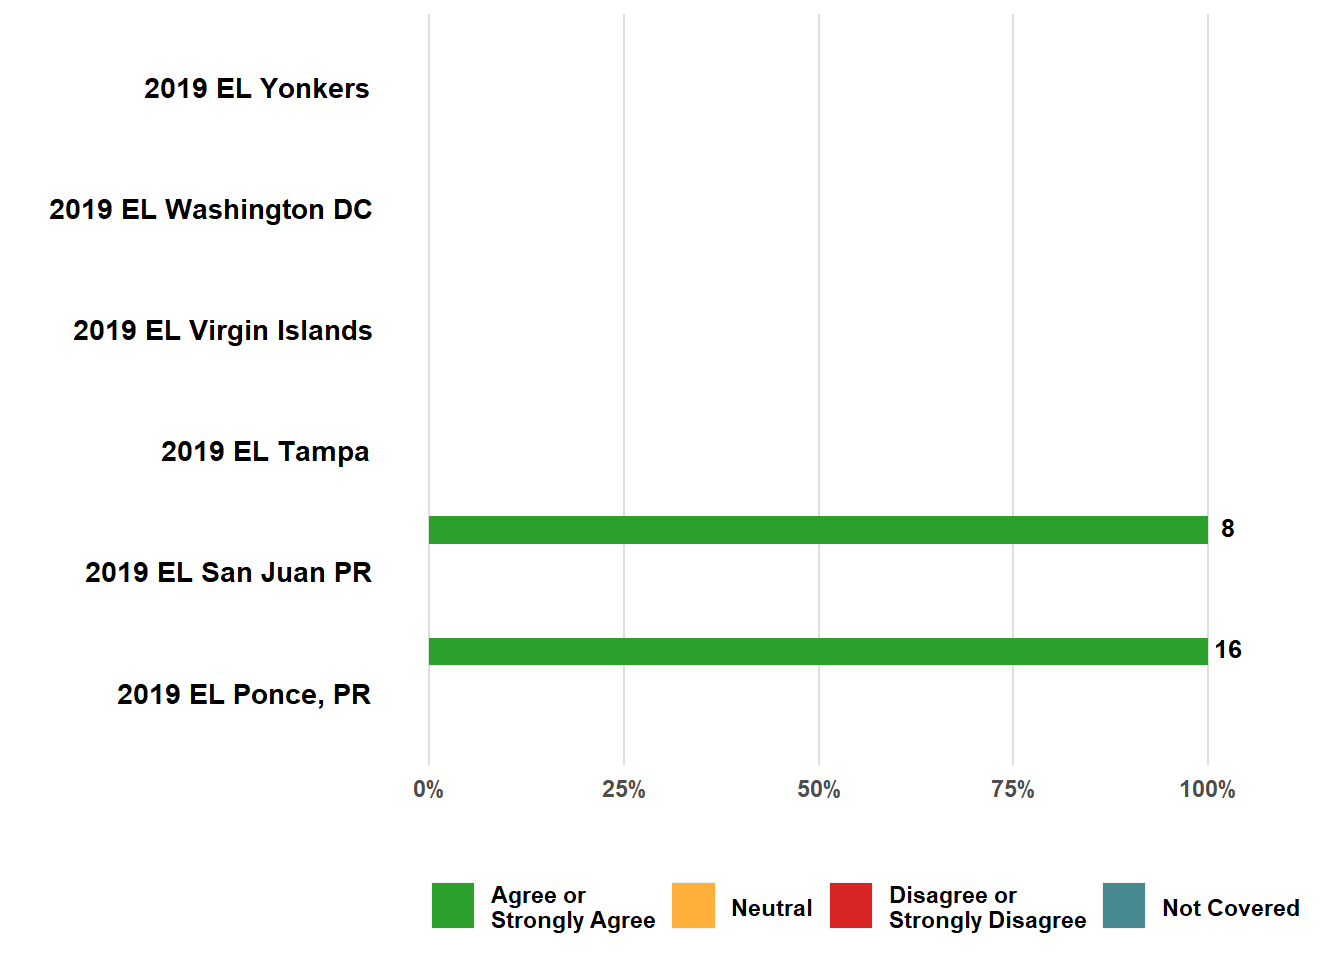 2019 EL Yonkers
2019 EL Washington DC
2019 EL Virgin Islands
2019 EL Tampa
8
2019 EL San Juan PR
16
2019 EL Ponce, PR
0% 25% 50% 75% 100%
Agree or
Strongly Agree
Neutral
Disagree or
Strongly Disagree
Not Covered